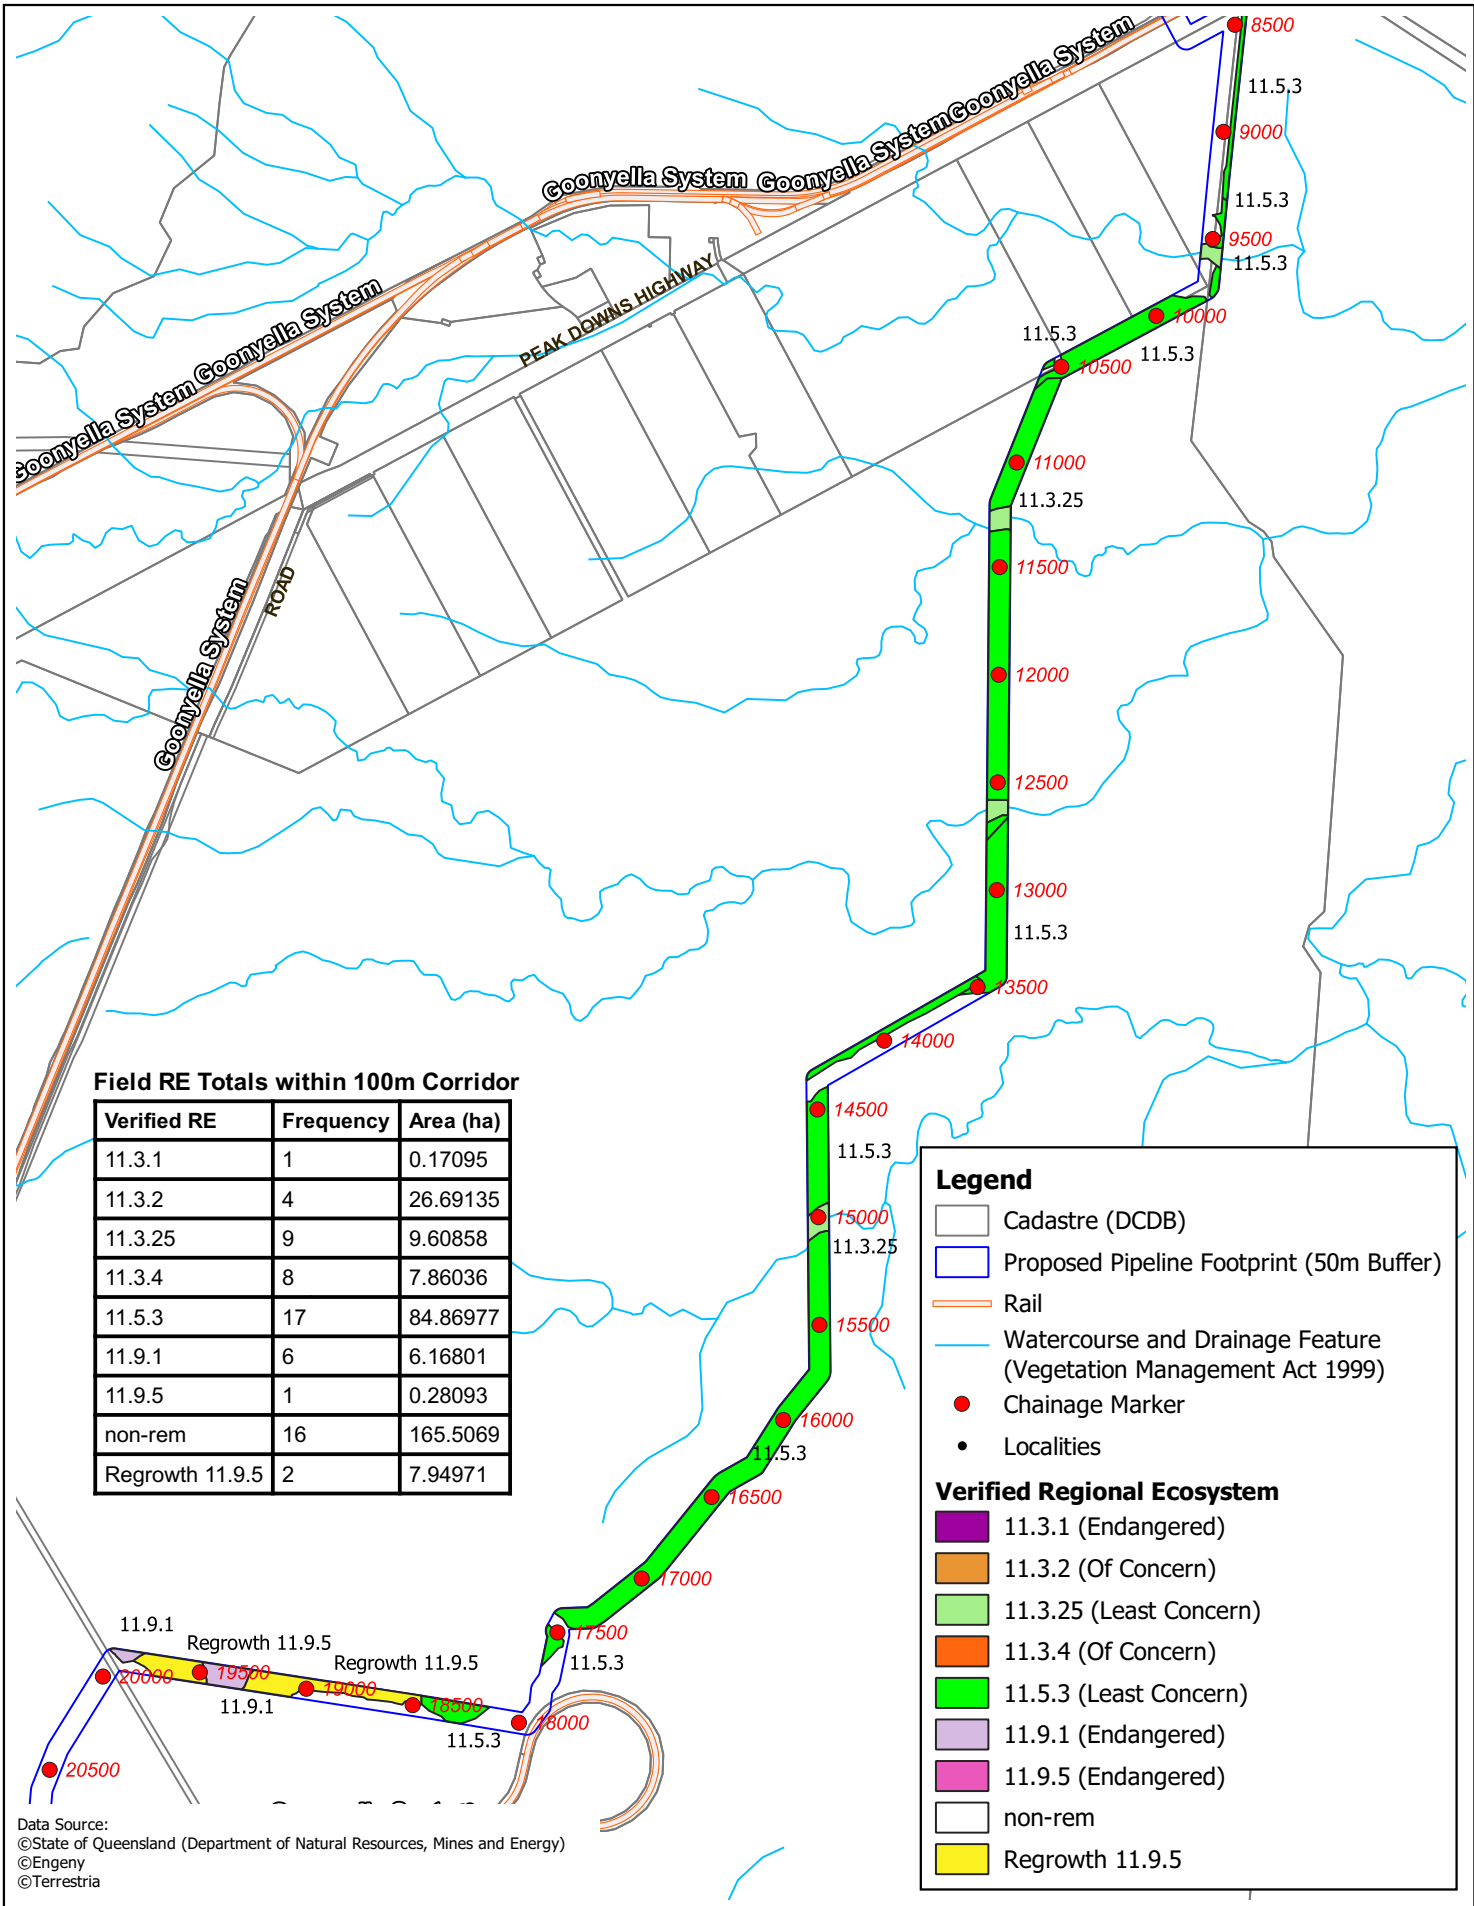 8500
Goonyella System
Goonyella System
11.5.3
9000
Goonyella System
Goonyella System
11.5.3
9500
11.5.3
PEAK DOWNS HIGHWAY
Goonyella System
10000
11.5.3
11.5.3
10500
Goonyella System
Goonyella System
11000
11.3.25
11500
ROAD
Goonyella System
12000
12500
13000
11.5.3
13500
14000
14500
11.5.3
15000
11.3.25
15500
16000
11.5.3
16500
17000
17500
11.5.3
11.9.1
Regrowth 11.9.5
Regrowth 11.9.5
20000
19500
19000
18500
18000
11.9.1
11.5.3
20500
Field RE Totals within 100m Corridor
Verified RE Frequency Area (ha)
11.3.1 1 0.17095
11.3.2 4 26.69135
11.3.25 9 9.60858
11.3.4 8 7.86036
11.5.3 17 84.86977
11.9.1 6 6.16801
11.9.5 1 0.28093
non-rem 16 165.5069
Regrowth 11.9.5 2 7.94971
Legend
Cadastre (DCDB)
Proposed Pipeline Footprint (50m Buffer)
Rail
Watercourse and Drainage Feature
(Vegetation Management Act 1999)
Chainage Marker
Localities
Verified Regional Ecosystem
11.3.1 (Endangered)
11.3.2 (Of Concern)
11.3.25 (Least Concern)
11.3.4 (Of Concern)
11.5.3 (Least Concern)
11.9.1 (Endangered)
11.9.5 (Endangered)
non-rem
Regrowth 11.9.5
Data Source:
©State of Queensland (Department of Natural Resources, Mines and Energy)
©Engeny
©Terrestria